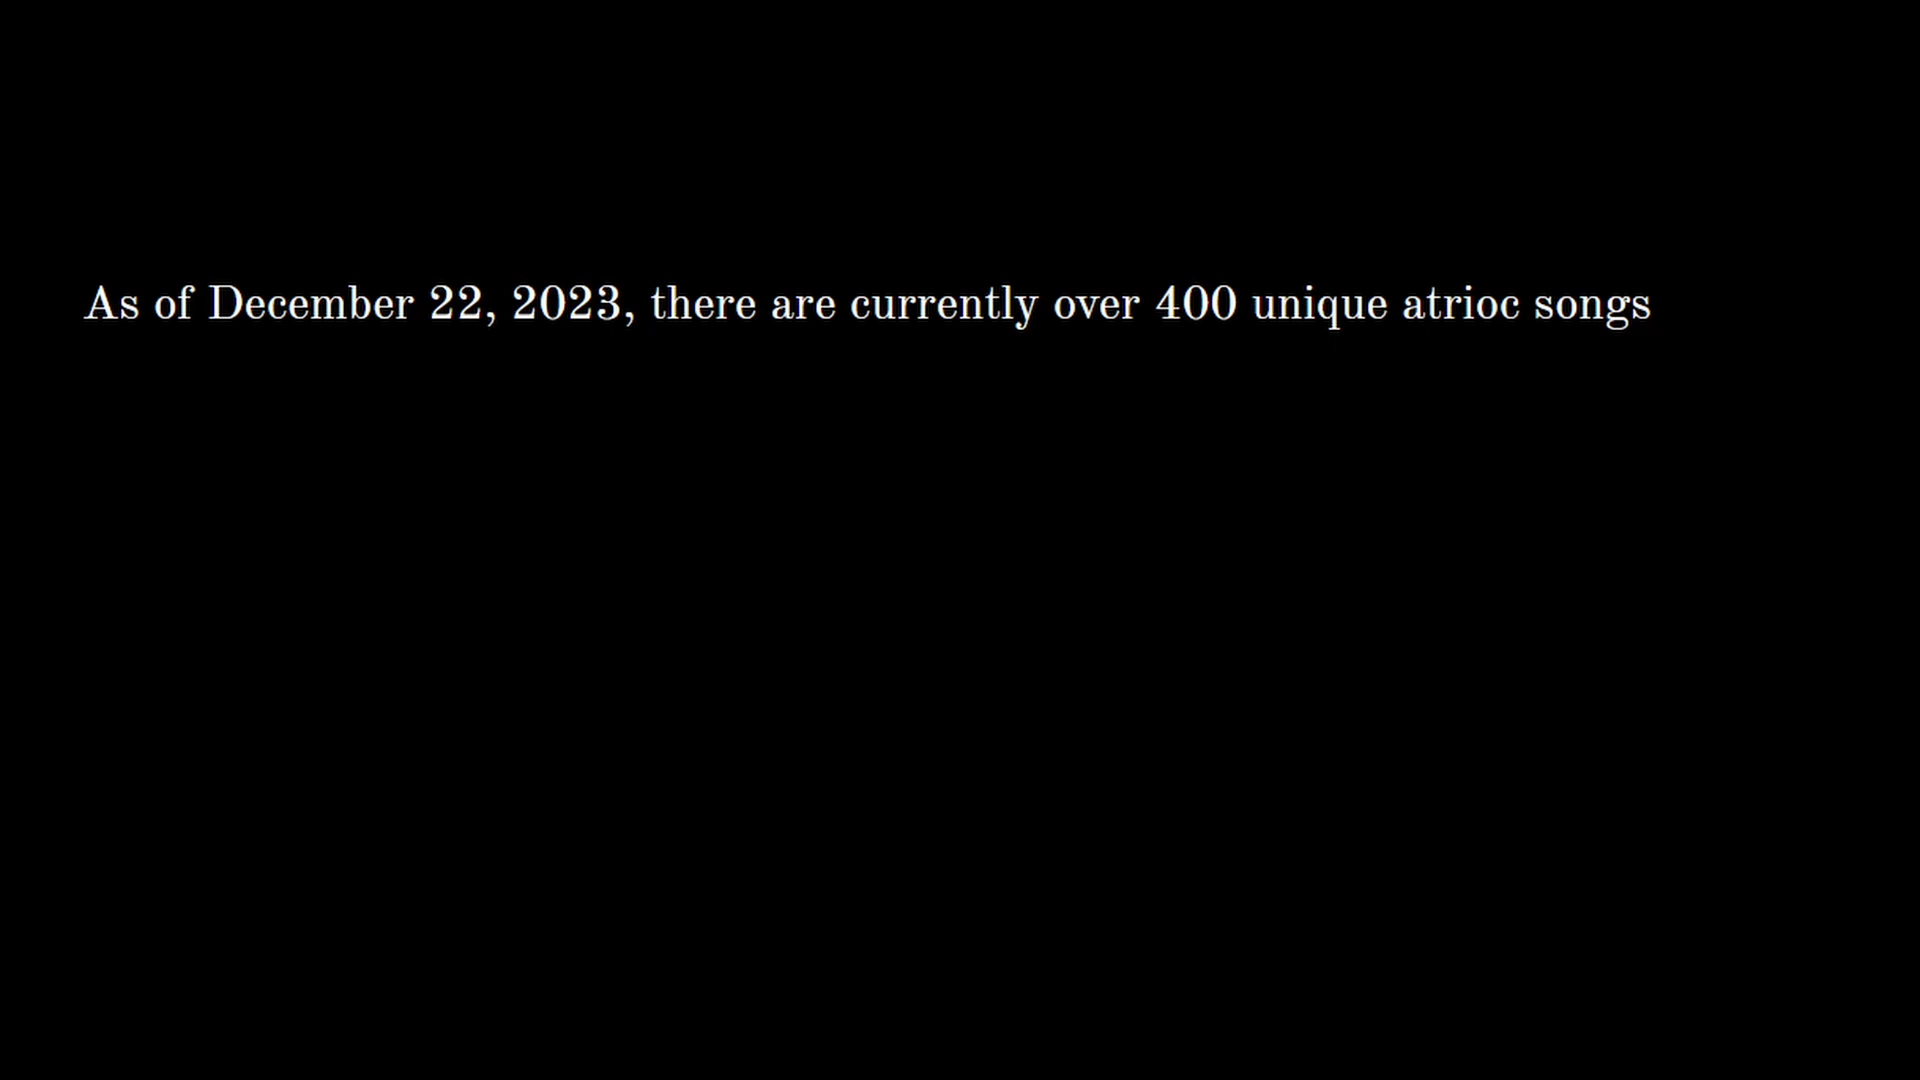 As of December 22, 2023, there are currently over 400 unique atrioc songs